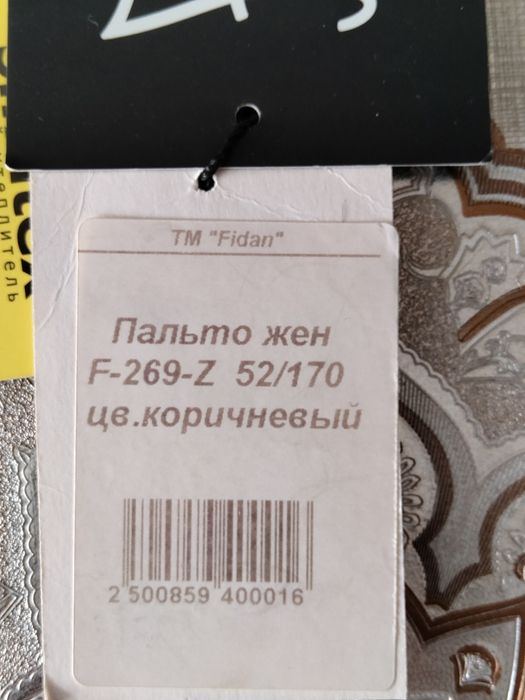 ТМ "Fidan"
Пальто жен
F-269-Z 52/170
цв.коричневый
2 500859 400016